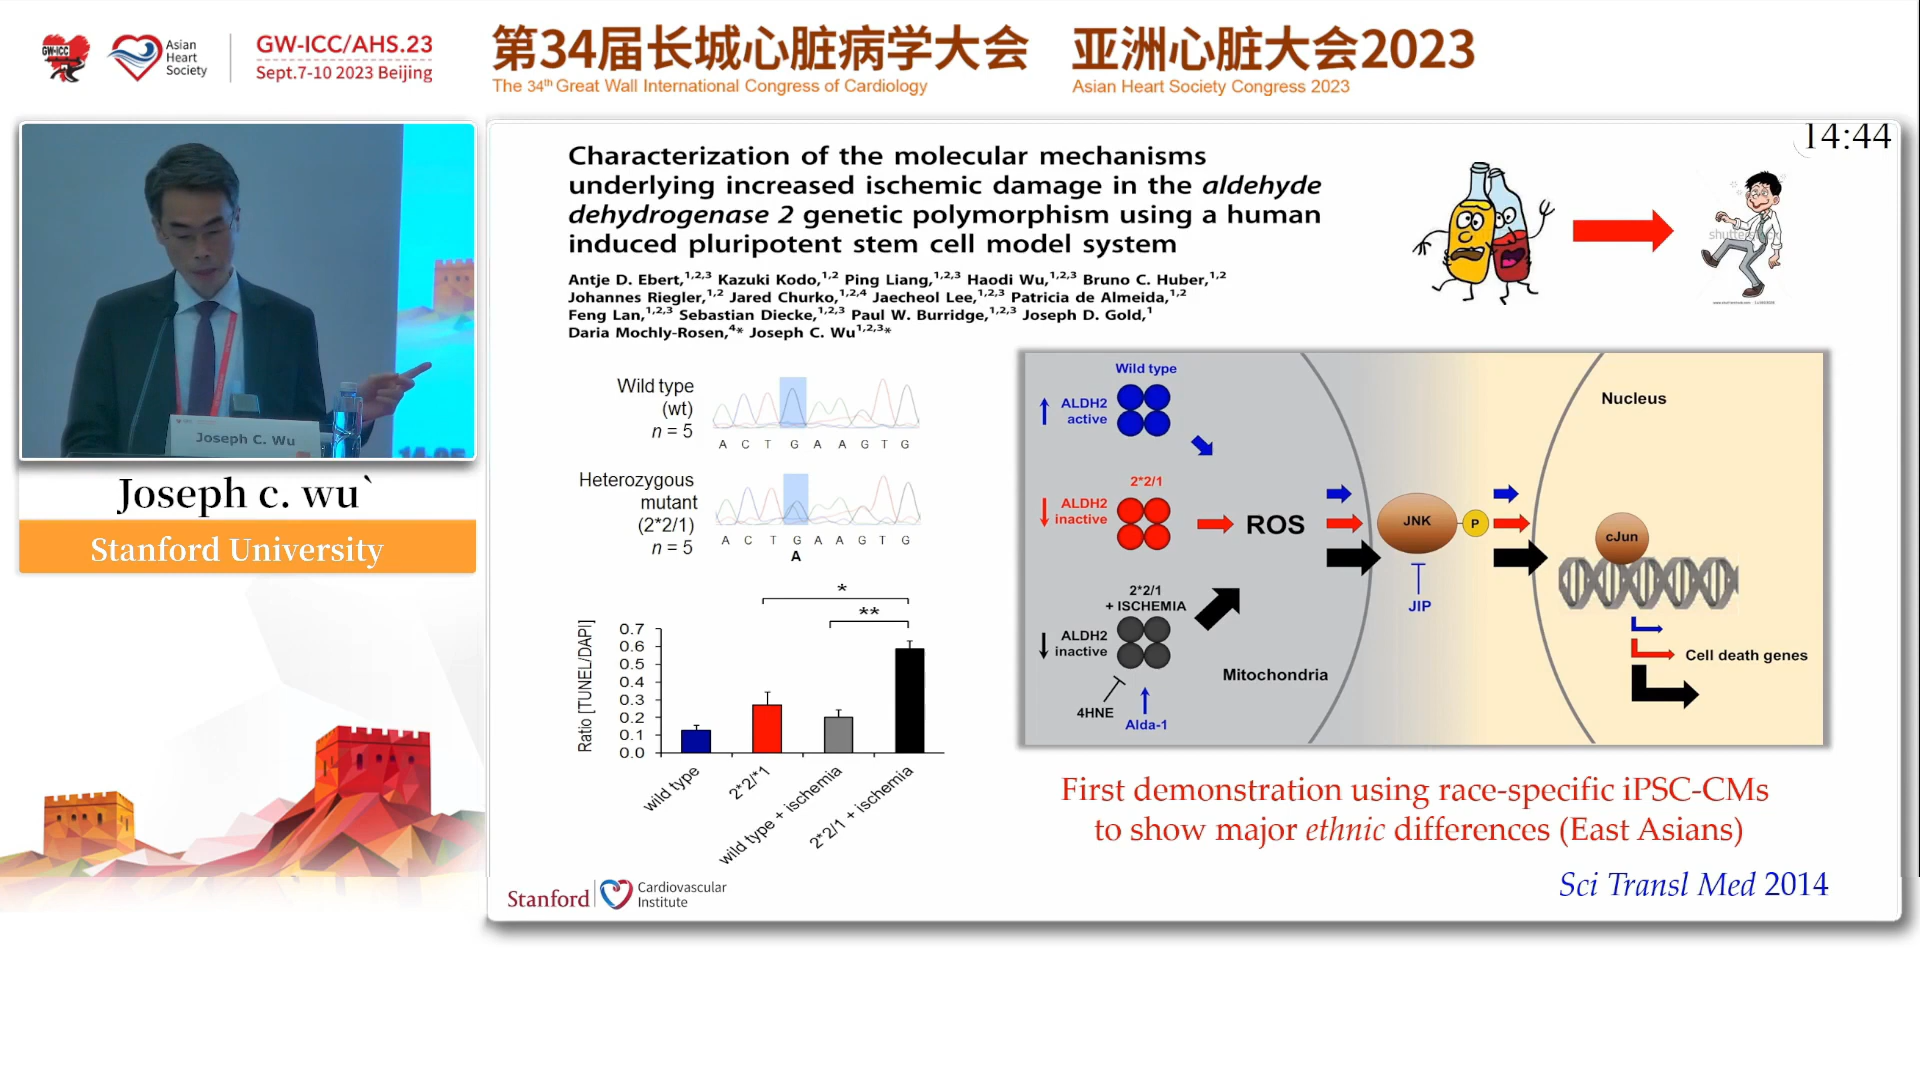 GW-ICC
Asian
Heart
Society
GW-ICC/AHS.23
Sept.7-10 2023 Beijing
第34届长城心脏病学大会
The 34th Great Wall International Congress of Cardiology
亚洲心脏大会2023
Asian Heart Society Congress 2023
Joseph C. Wu
Joseph c. wu`
Stanford University
14:44
Characterization of the molecular mechanisms
underlying increased ischemic damage in the aldehyde
dehydrogenase 2 genetic polymorphism using a human
induced pluripotent stem cell model system
Antje D. Ebert,1,2,3 Kazuki Kodo,1,2 Ping Liang,1,2,3 Haodi Wu,1,2,3 Bruno C. Huber,1,2
Johannes Riegler,1,2 Jared Churko,1,2,4 Jaecheol Lee,1,2,3 Patricia de Almeida,1,2
Feng Lan,1,2,3 Sebastian Diecke,1,2,3 Paul W. Burridge,1,2,3 Joseph D. Gold,1
Daria Mochly-Rosen,4* Joseph C. Wu1,2,3*
Wild type
(wt)
n = 5
A C T G A A G T G
Heterozygous
mutant
(2*2/1)
n = 5
A C T G A A G T G
A
*
**
Ratio [TUNEL/DAPI]
0.7
0.6
0.5
0.4
0.3
0.2
0.1
0.0
wild type
2*2/*1
wild type + ischemia
2*2/1 + ischemia
Wild type
ALDH2
active
2*2/1
ALDH2
inactive
2*2/1
+ ISCHEMIA
ALDH2
inactive
4HNE
Alda-1
ROS
Mitochondria
JNK
P
JIP
Nucleus
cJun
Cell death genes
First demonstration using race-specific iPSC-CMs
to show major ethnic differences (East Asians)
Sci Transl Med 2014
Stanford
Cardiovascular
Institute